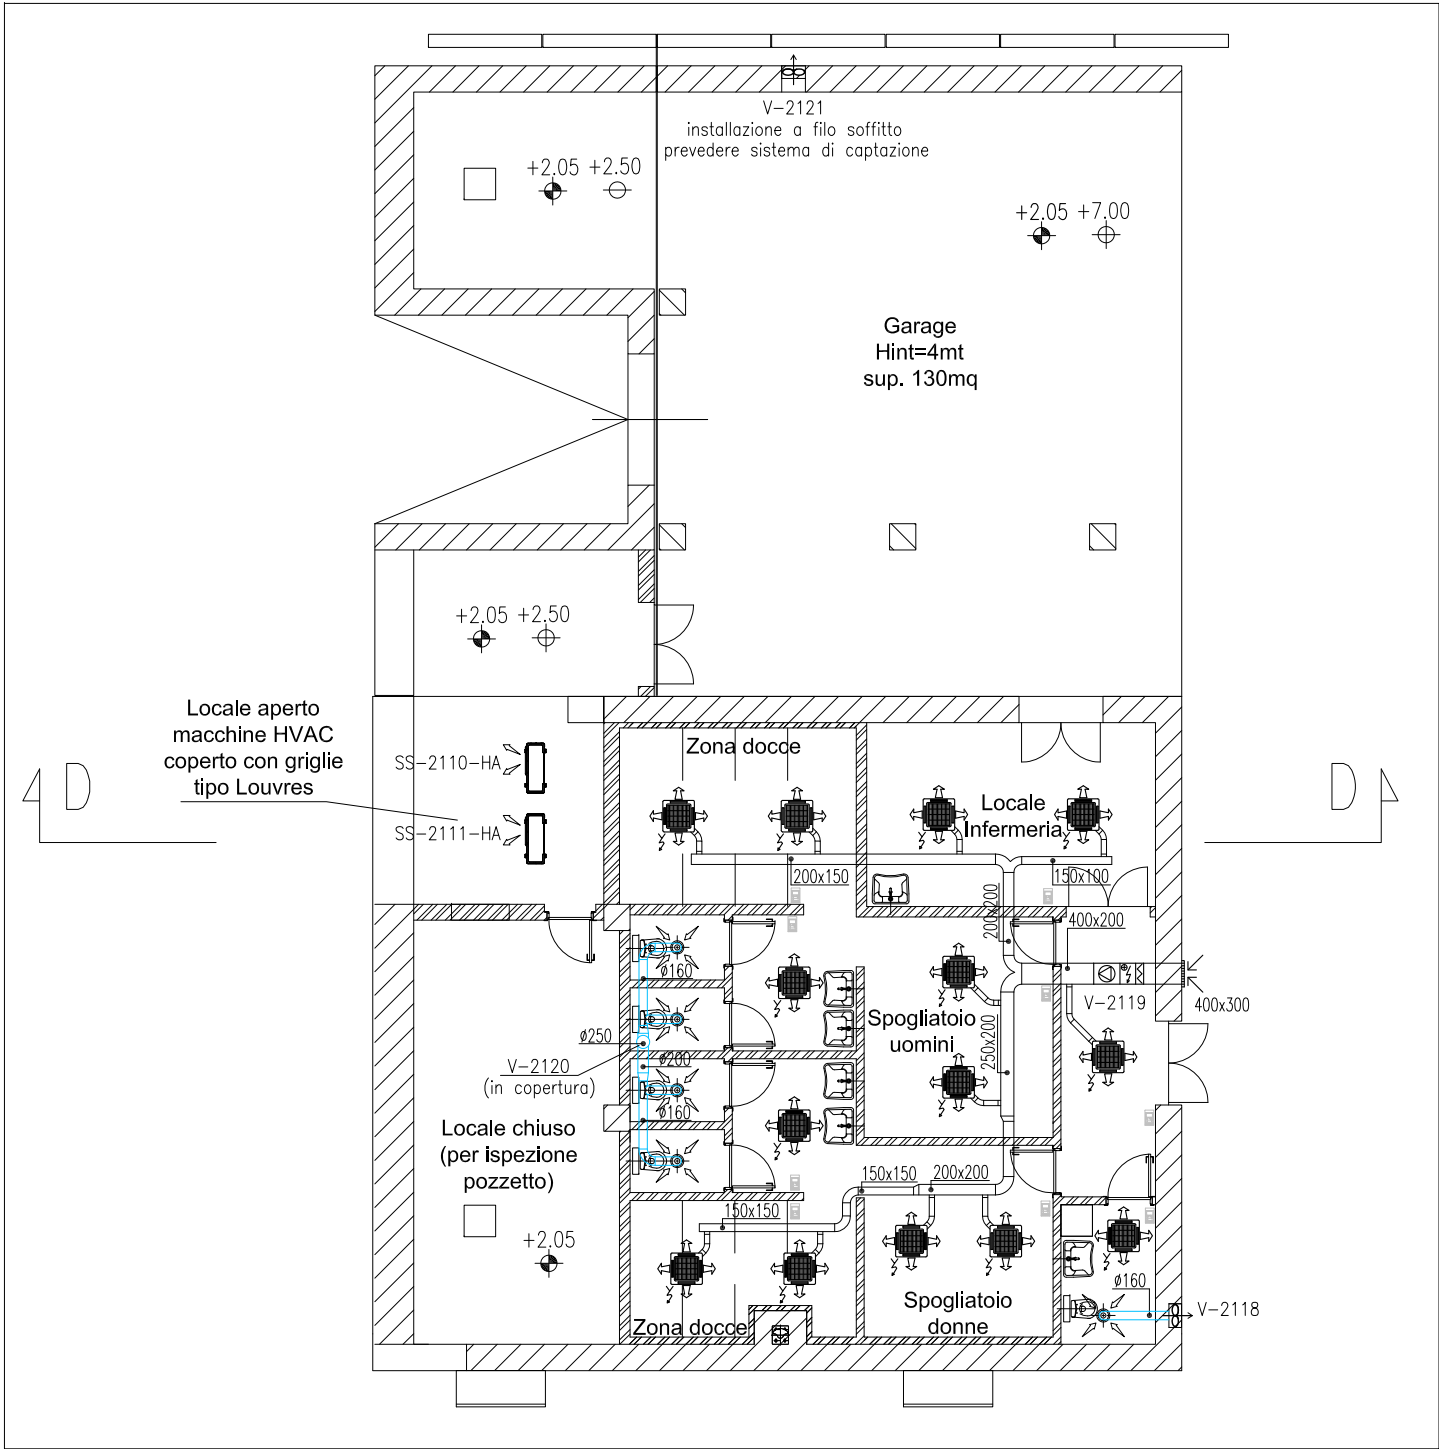 V-2121
installazione a filo soffitto
prevedere sistema di captazione
+2.05 +2.50
+2.05 +7.00
Garage
Hint=4mt
sup. 130mq
+2.05 +2.50
Locale aperto
macchine HVAC
coperto con griglie
tipo Louvres
SS-2110-HA
SS-2111-HA
D
D
Zona docce
Locale
Infermeria
200x150
150x100
200x200
400x200
V-2119
400x300
ø160
ø250
V-2120
(in copertura)
ø200
ø160
Spogliatoio
uomini
250x200
Locale chiuso
(per ispezione
pozzetto)
+2.05
150x150
200x200
150x150
Zona docce
Spogliatoio
donne
ø160
V-2118